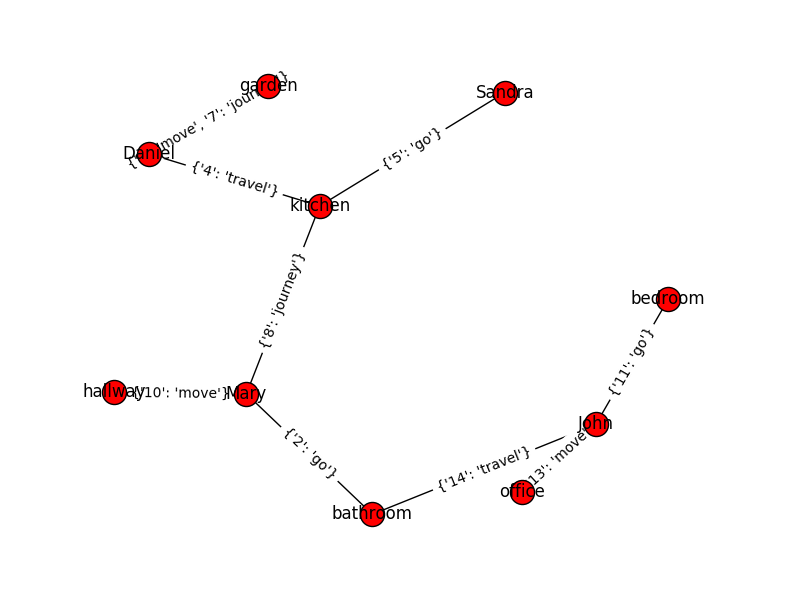 garden
Sandra
move', '7': 'journey'}
{'5': 'go'}
Daniel
{'4': 'travel'}
kitchen
{'8': 'journey'}
bedroom
{'11': 'go'}
hallway
{'10': 'move'}
Mary
John
{'2': 'go'}
{'14': 'travel'}
13': 'move'
office
bathroom